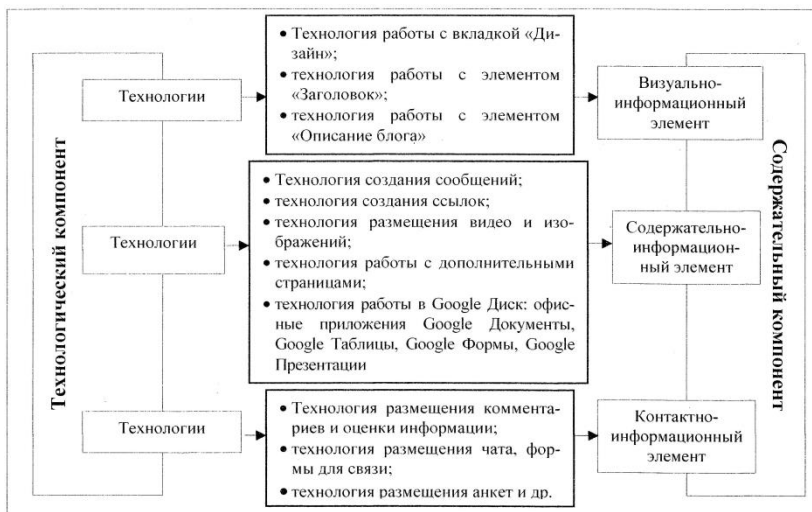 Технологический компонент
Технологии
• Технология работы с вкладкой «Ди-
зайн»;
• технология работы с элементом
«Заголовок»;
• технология работы с элементом
«Описание блога»
Визуально-
информационный
элемент
Технологии
• Технология создания сообщений;
• технология создания ссылок;
• технология размещения видео и изо-
бражений;
• технология работы с дополнительными
страницами;
• технология работы в Google Диск: офис-
ные приложения Google Документы,
Google Таблицы, Google Формы, Google
Презентации
Содержательно-
информацион-
ный элемент
Технологии
• Технология размещения комммента-
риев и оценки информации;
• технология размещения чата, фор-
мы для связи;
• технология размещения анкет и др.
Контактно-
информационный
элемент
Содержательный компонент